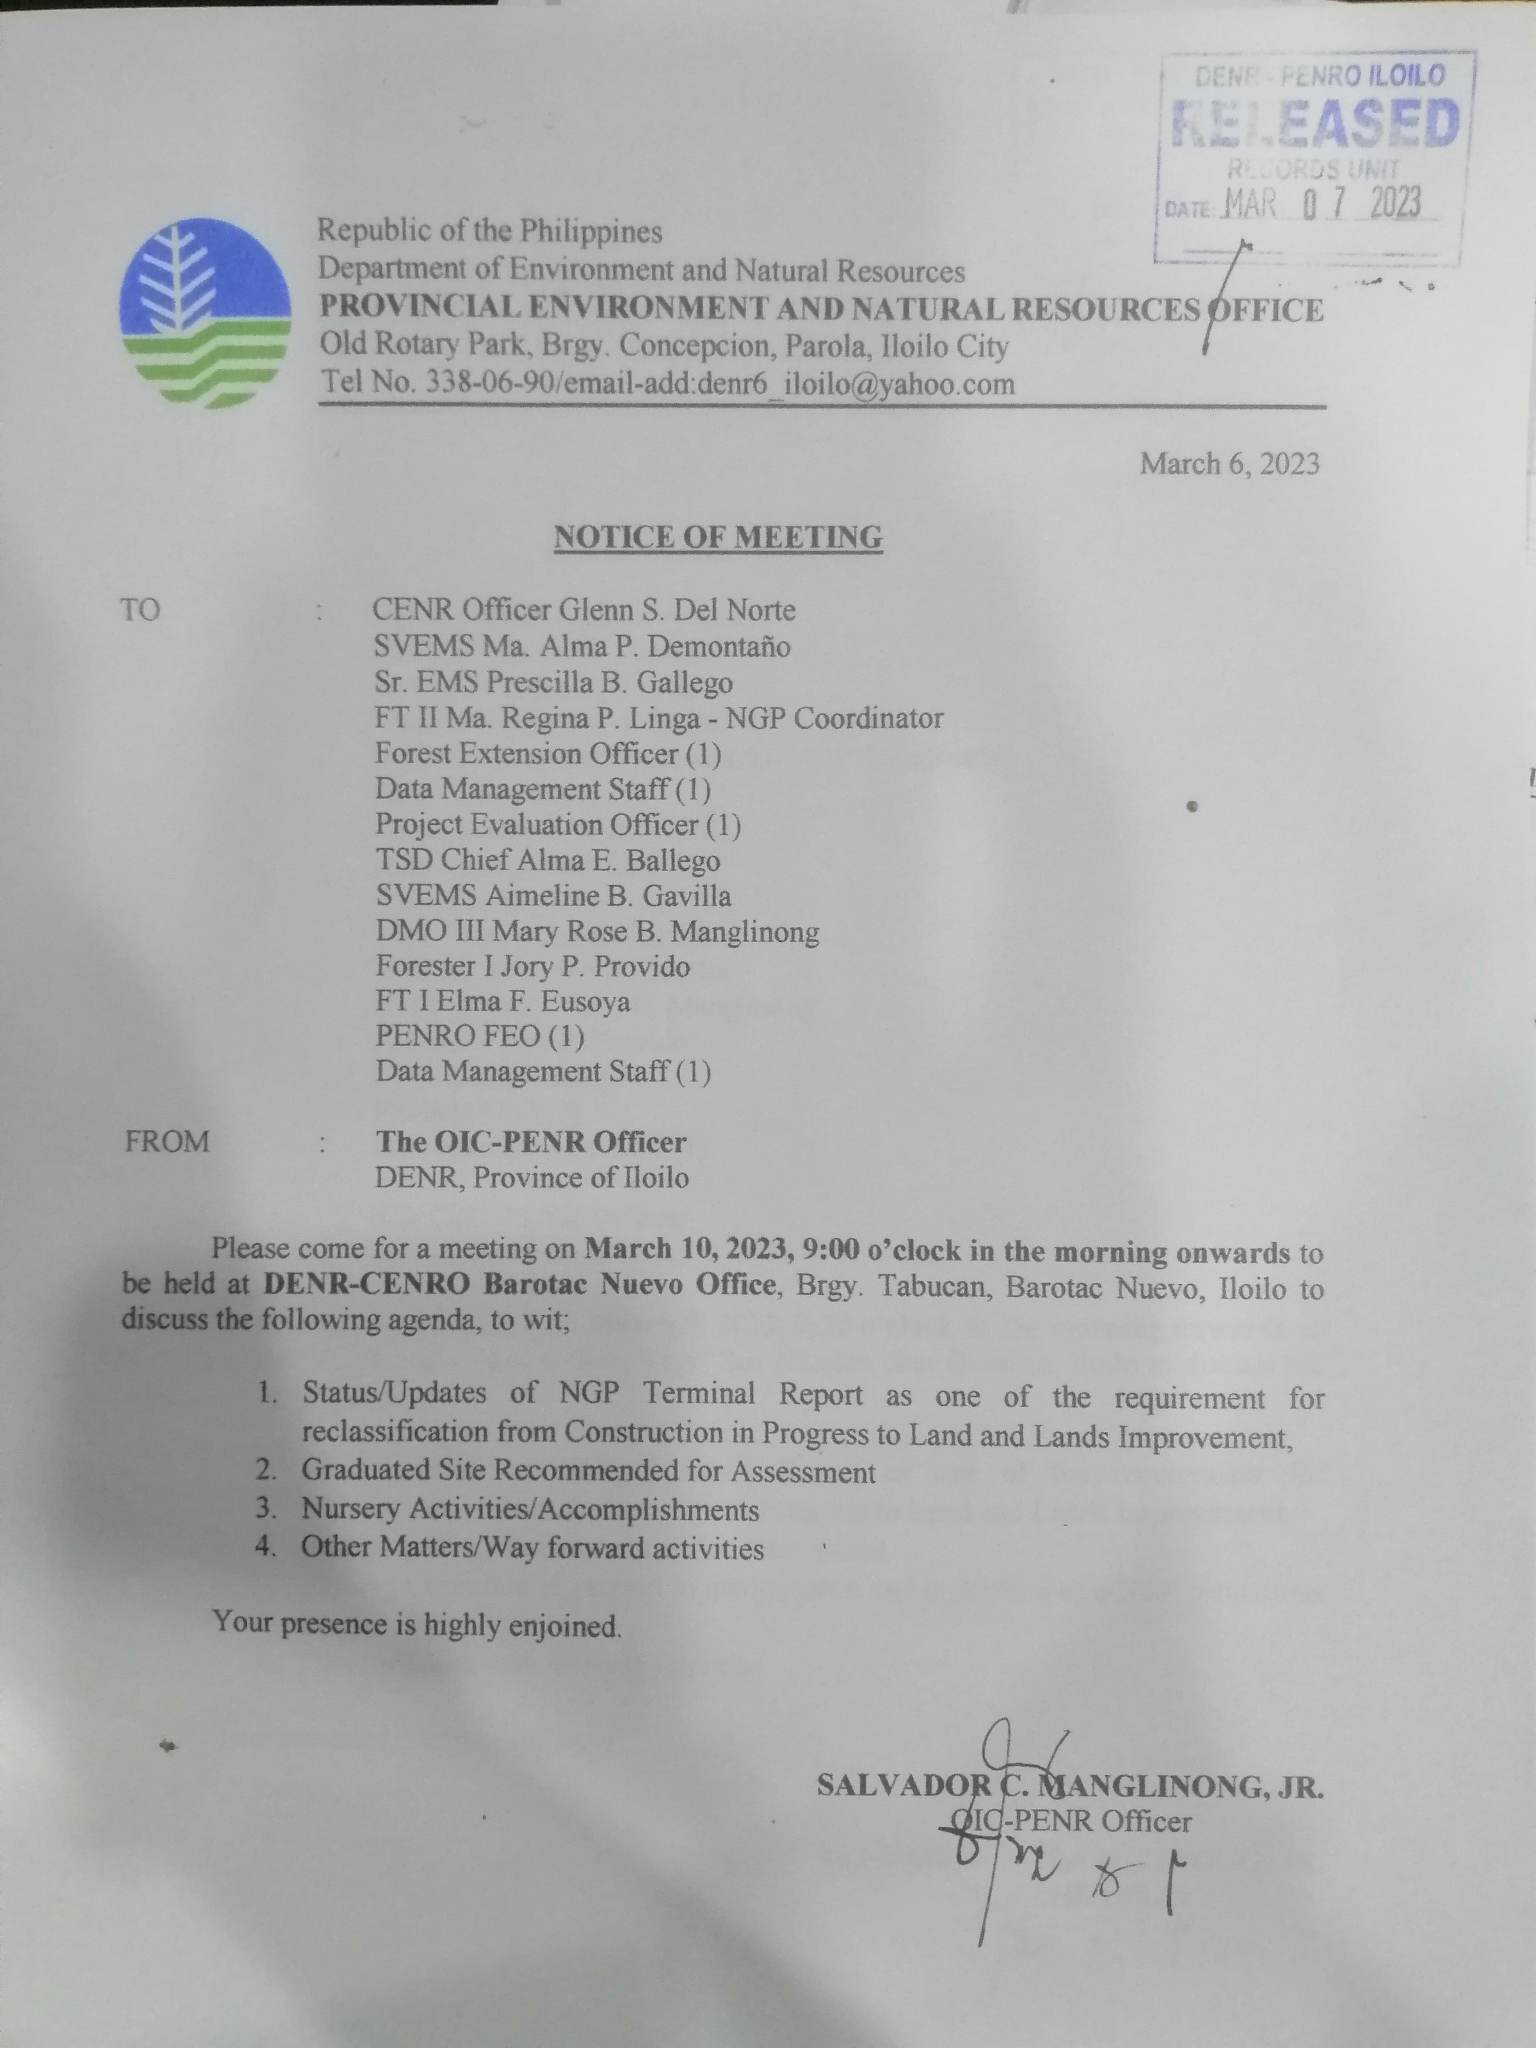 DENR - PENRO ILOILO
RELEASED
RECORDS UNIT
DATE: MAR 07 2023
Republic of the Philippines
Department of Environment and Natural Resources
PROVINCIAL ENVIRONMENT AND NATURAL RESOURCES OFFICE
Old Rotary Park, Brgy. Concepcion, Parola, Iloilo City
Tel No. 338-06-90/email-add:denr6_iloilo@yahoo.com
March 6, 2023
NOTICE OF MEETING
TO : CENR Officer Glenn S. Del Norte
SVEMS Ma. Alma P. Demontaño
Sr. EMS Prescilla B. Gallego
FT II Ma. Regina P. Linga - NGP Coordinator
Forest Extension Officer (1)
Data Management Staff (1)
Project Evaluation Officer (1)
TSD Chief Alma E. Ballego
SVEMS Aimeline B. Gavilla
DMO III Mary Rose B. Manglinong
Forester I Jory P. Provido
FT I Elma F. Eusoya
PENRO FEO (1)
Data Management Staff (1)
FROM : The OIC-PENR Officer
DENR, Province of Iloilo
Please come for a meeting on March 10, 2023, 9:00 o’clock in the morning onwards to
be held at DENR-CENRO Barotac Nuevo Office, Brgy. Tabucan, Barotac Nuevo, Iloilo to
discuss the following agenda, to wit;
1. Status/Updates of NGP Terminal Report as one of the requirement for
reclassification from Construction in Progress to Land and Lands Improvement,
2. Graduated Site Recommended for Assessment
3. Nursery Activities/Accomplishments
4. Other Matters/Way forward activities
Your presence is highly enjoined.
SALVADOR C. MANGLINONG, JR.
OIC-PENR Officer